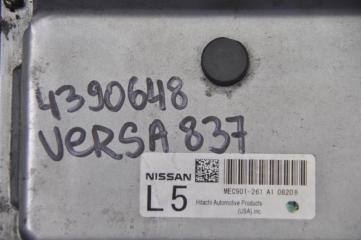 4390648
VERSA 837
NISSAN
MEC901-261 A1 08209
L5
Hitachi Automotive Products
(USA), Inc.